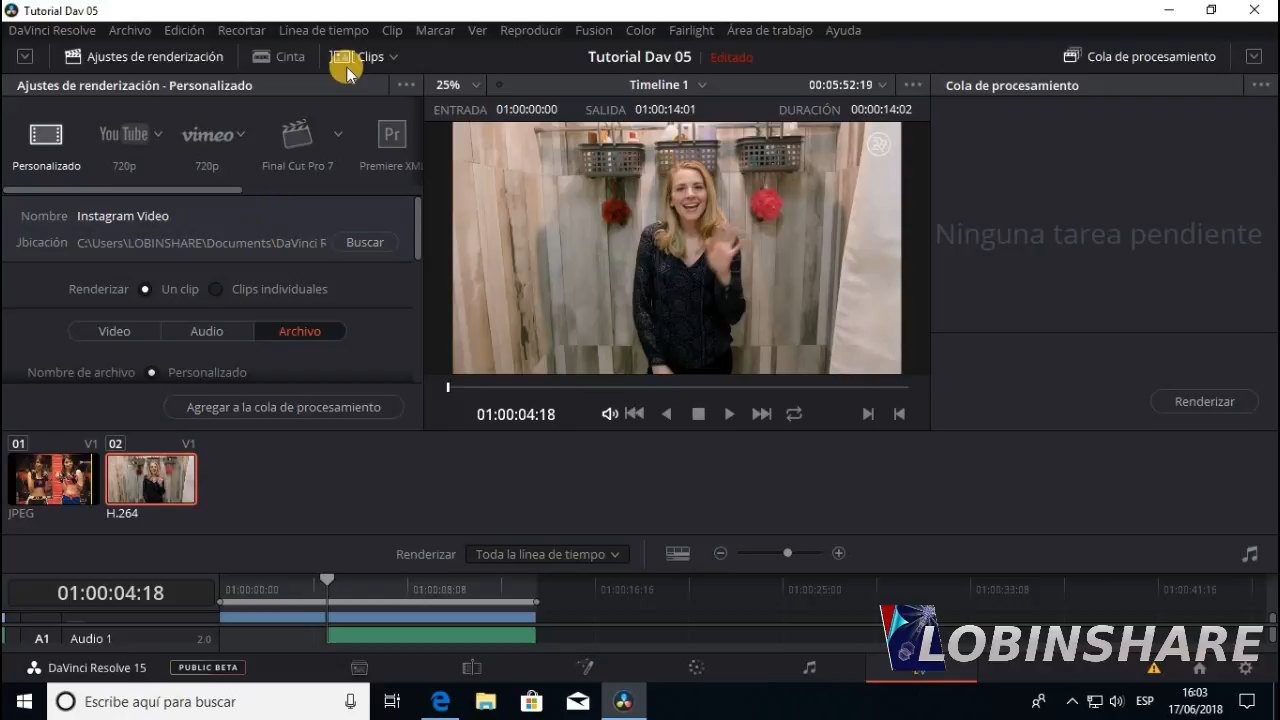 Tutorial Dav 05
DaVinci Resolve Archivo Edición Recortar Línea de tiempo Clip Marcar Ver Reproducir Fusion Color Fairlight Área de trabajo Ayuda
Ajustes de renderización Cinta Clips Tutorial Dav 05 Editado Cola de procesamiento
Ajustes de renderización - Personalizado 25% Timeline 1 00:05:52:19 Cola de procesamiento
ENTRADA 01:00:00:00 SALIDA 01:00:14:01 DURACIÓN 00:00:14:02
YouTube vimeo Pr
Personalizado 720p 720p Final Cut Pro 7 Premiere XML
Nombre Instagram Video
Ubicación C:\Users\LOBINSHARE\Documents\DaVinci R Buscar
Ninguna tarea pendiente
Renderizar Un clip Clips individuales
Video Audio Archivo
Nombre de archivo Personalizado
Agregar a la cola de procesamiento
01:00:04:18
Renderizar
01 V1 02 V1
JPEG H.264
Renderizar Toda la línea de tiempo
01:00:04:18 01:00:00:00 01:00:08:08 01:00:16:16 01:00:25:00 01:00:33:08 01:00:41:16
A1 Audio 1 2.0
LOBINSHARE
DaVinci Resolve 15 PUBLIC BETA
Escribe aquí para buscar
ESP
16:03
17/06/2018